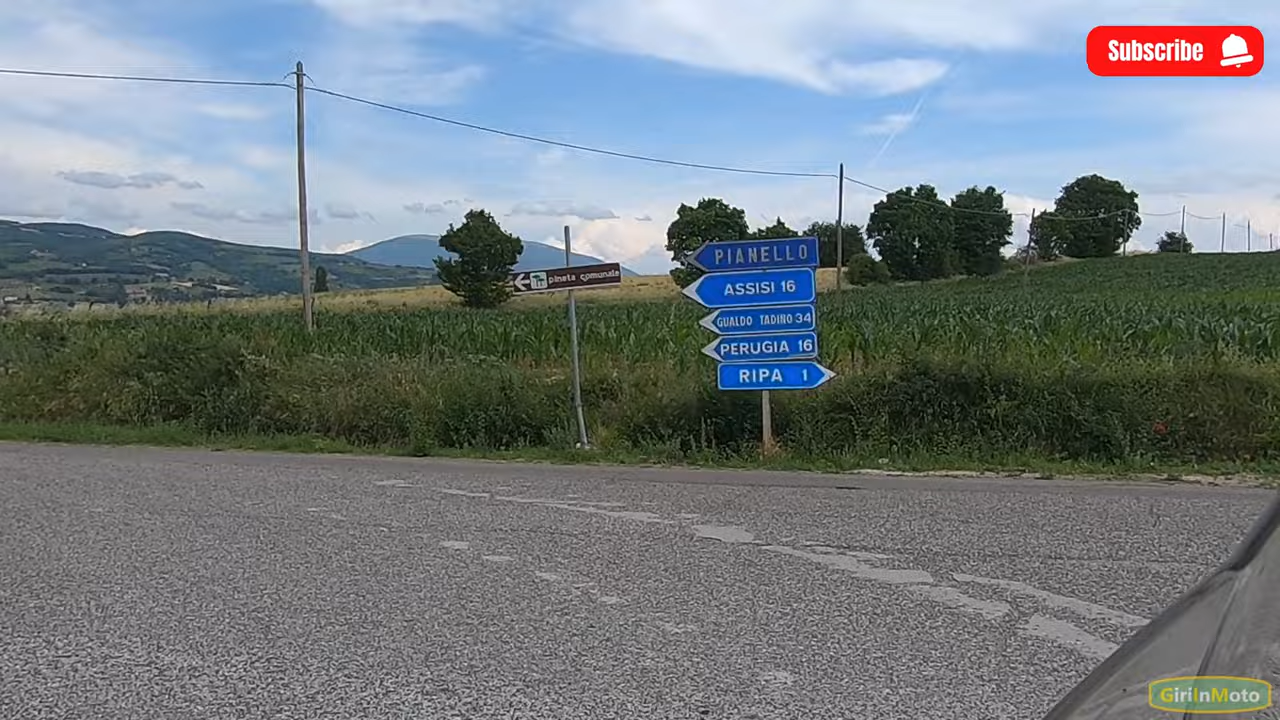 Subscribe
PIANELLO
ASSISI 16
pineta comunale
GUALDO TADINO 34
PERUGIA 16
RIPA 1
GiriInMoto